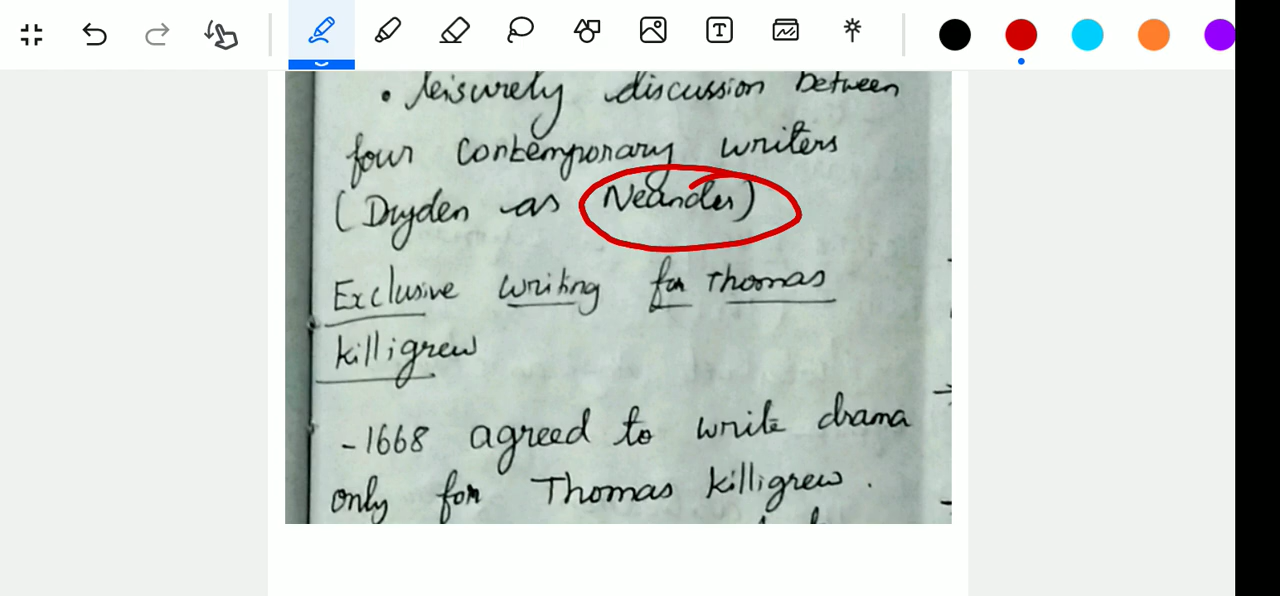 • leisurely discussion between
four contemporary writers
(Dryden as Neander)
Exclusive writing for Thomas
killigrew
-1668 agreed to write drama
only for Thomas killigrew.